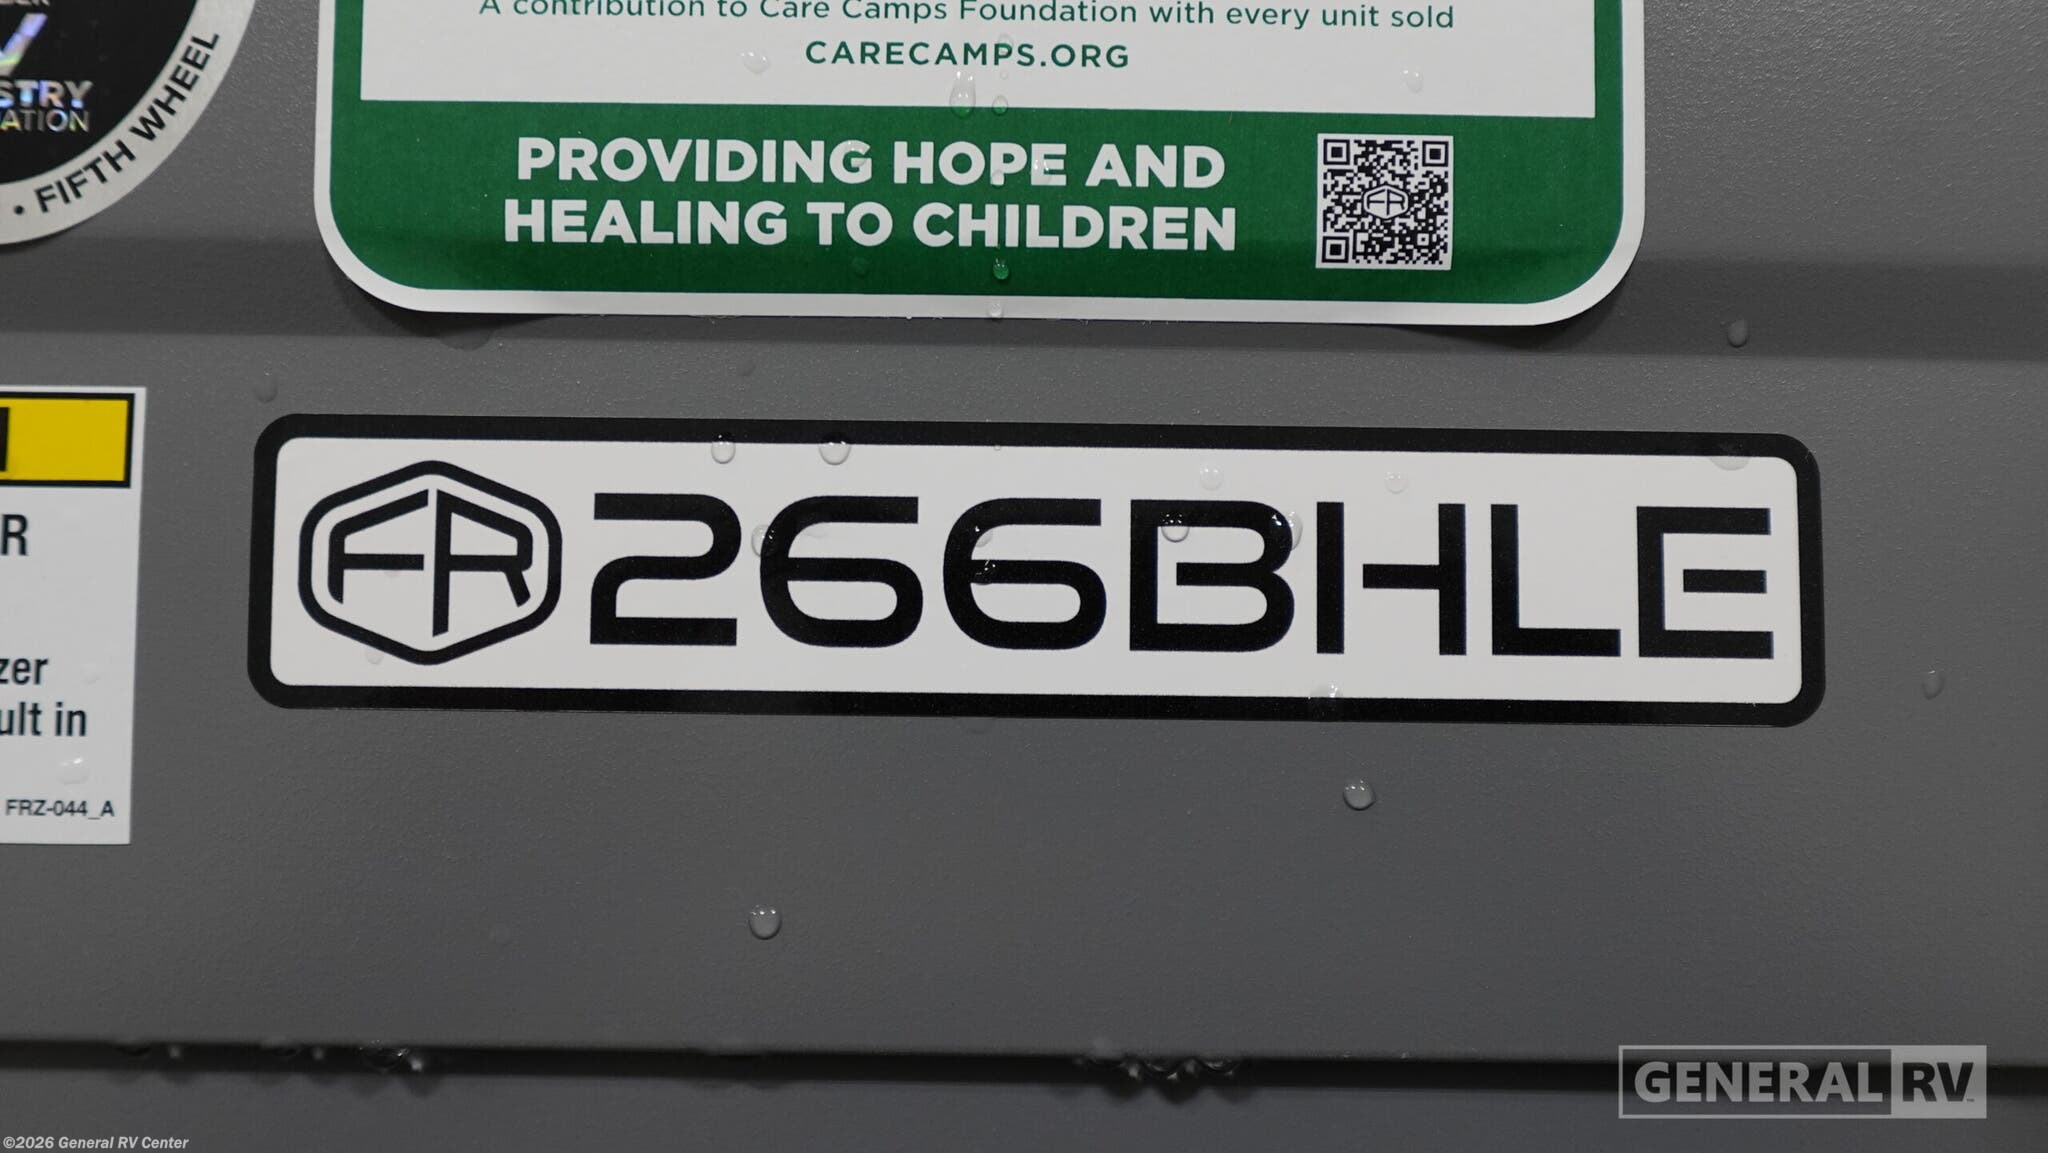 A contribution to Care Camps Foundation with every unit sold
CARECAMPS.ORG
PROVIDING HOPE AND
HEALING TO CHILDREN
• FIFTH WHEEL
FR 266BHLE
R
zer
ult in
FRZ-044_A
GENERAL RV
©2026 General RV Center